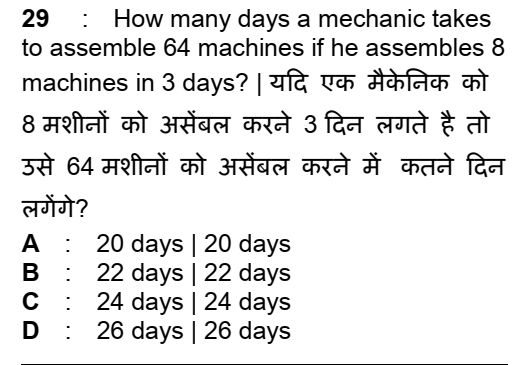 29 : How many days a mechanic takes
to assemble 64 machines if he assembles 8
machines in 3 days? | यदि एक मैकेनिक को
8 मशीनों को असेंबल करने 3 दिन लगते है तो
उसे 64 मशीनों को असेंबल करने में कतने दिन
लगेंगे?
A : 20 days | 20 days
B : 22 days | 22 days
C : 24 days | 24 days
D : 26 days | 26 days